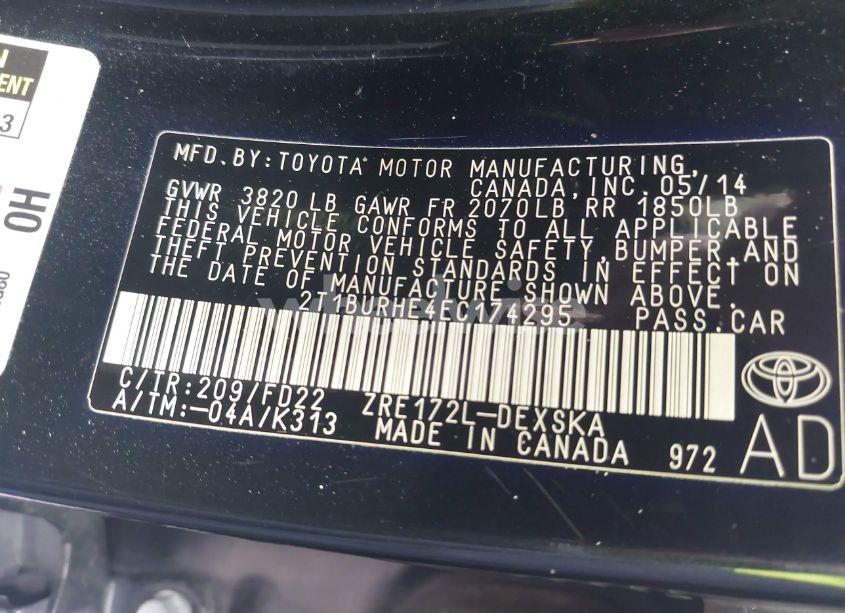 ENT
3
HO
MFD.BY:TOYOTA MOTOR MANUFACTURING,
CANADA,INC. 05/14
GVWR 3820 LB GAWR FR 2070LB RR 1850LB
THIS VEHICLE CONFORMS TO ALL APPLICABLE
FEDERAL MOTOR VEHICLE SAFETY,BUMPER,AND
THEFT PREVENTION STANDARDS IN EFFECT ON
THE DATE OF MANUFACTURE SHOWN ABOVE.
2T1BURHE4EC174295 PASS.CAR
C/TR:209/FD22 ZRE172L-DEXSKA
A/TM:-04A/K313 MADE IN CANADA 972
AD